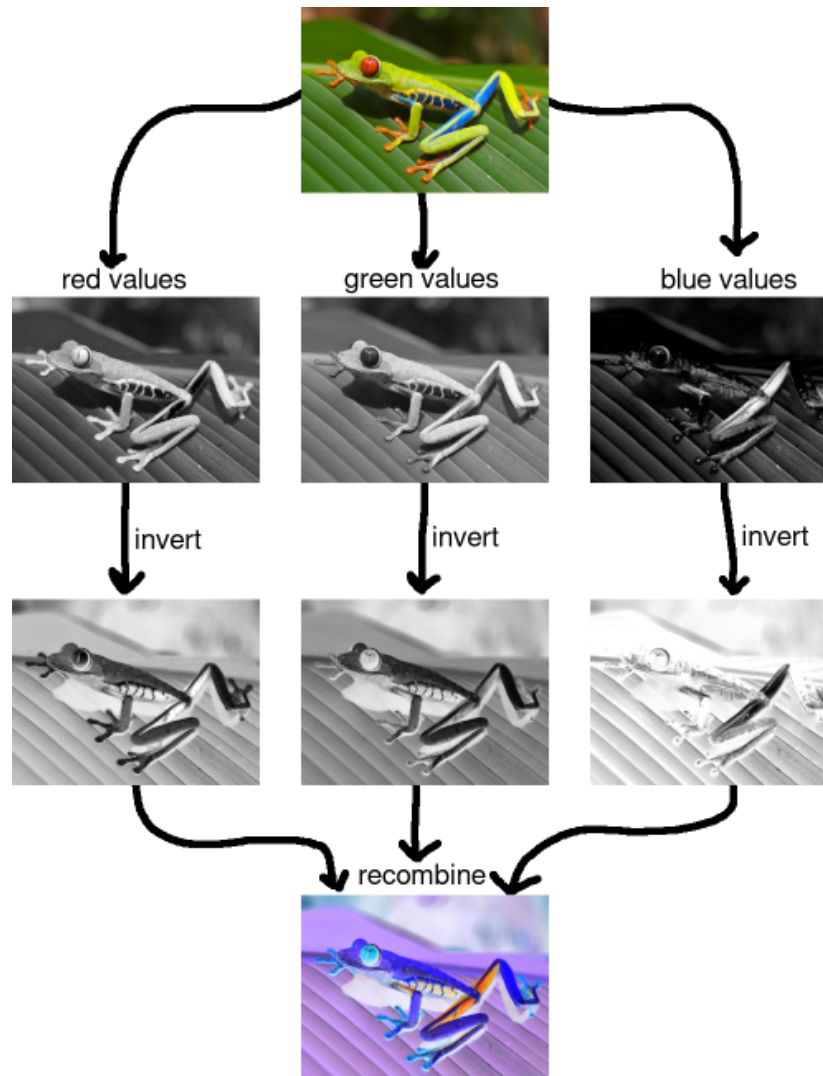 red values
green values
blue values
invert
invert
invert
recombine